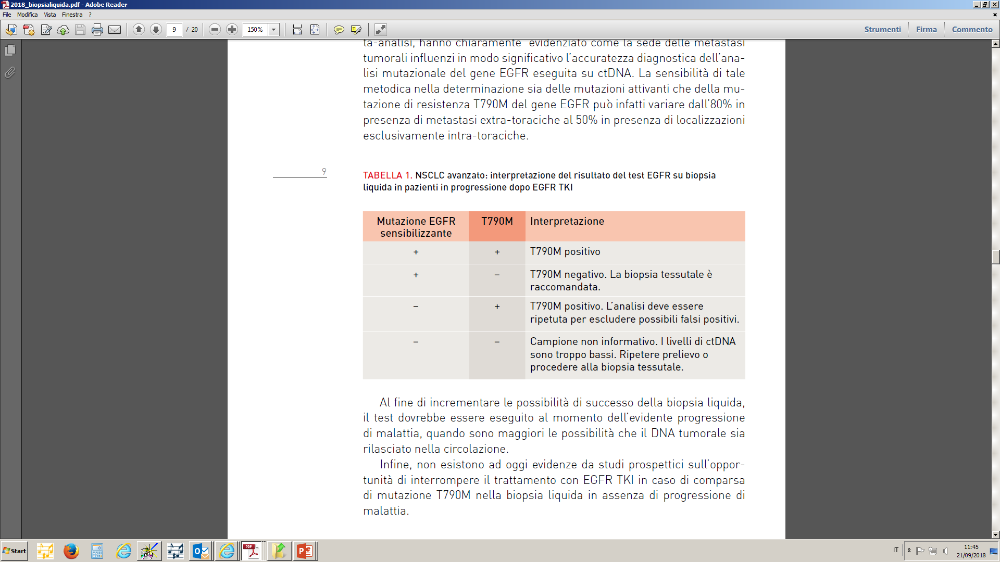 2018_biopsialiquida.pdf - Adobe Reader
File Modifica Vista Finestra ?
9 / 20 150% Strumenti Firma Commento
ta-analisi, hanno chiaramente evidenziato come la sede delle metastasi
tumorali influenzi in modo significativo l'accuratezza diagnostica dell'ana-
lisi mutazionale del gene EGFR eseguita su ctDNA. La sensibilità di tale
metodica nella determinazione sia delle mutazioni attivanti che della mu-
tazione di resistenza T790M del gene EGFR può infatti variare dall'80% in
presenza di metastasi extra-toraciche al 50% in presenza di localizzazioni
esclusivamente intra-toraciche.
9
TABELLA 1. NSCLC avanzato: interpretazione del risultato del test EGFR su biopsia
liquida in pazienti in progressione dopo EGFR TKI
Mutazione EGFR
sensibilizzante
T790M
Interpretazione
+ + T790M positivo
+ – T790M negativo. La biopsia tessutale è
raccomandata.
– + T790M positivo. L'analisi deve essere
ripetuta per escludere possibili falsi positivi.
– – Campione non informativo. I livelli di ctDNA
sono troppo bassi. Ripetere prelievo o
procedere alla biopsia tessutale.
Al fine di incrementare le possibilità di successo della biopsia liquida,
il test dovrebbe essere eseguito al momento dell'evidente progressione
di malattia, quando sono maggiori le possibilità che il DNA tumorale sia
rilasciato nella circolazione.
Infine, non esistono ad oggi evidenze da studi prospettici sull'oppor-
tunità di interrompere il trattamento con EGFR TKI in caso di comparsa
di mutazione T790M nella biopsia liquida in assenza di progressione di
malattia.
Start
IT
11:45
21/09/2018